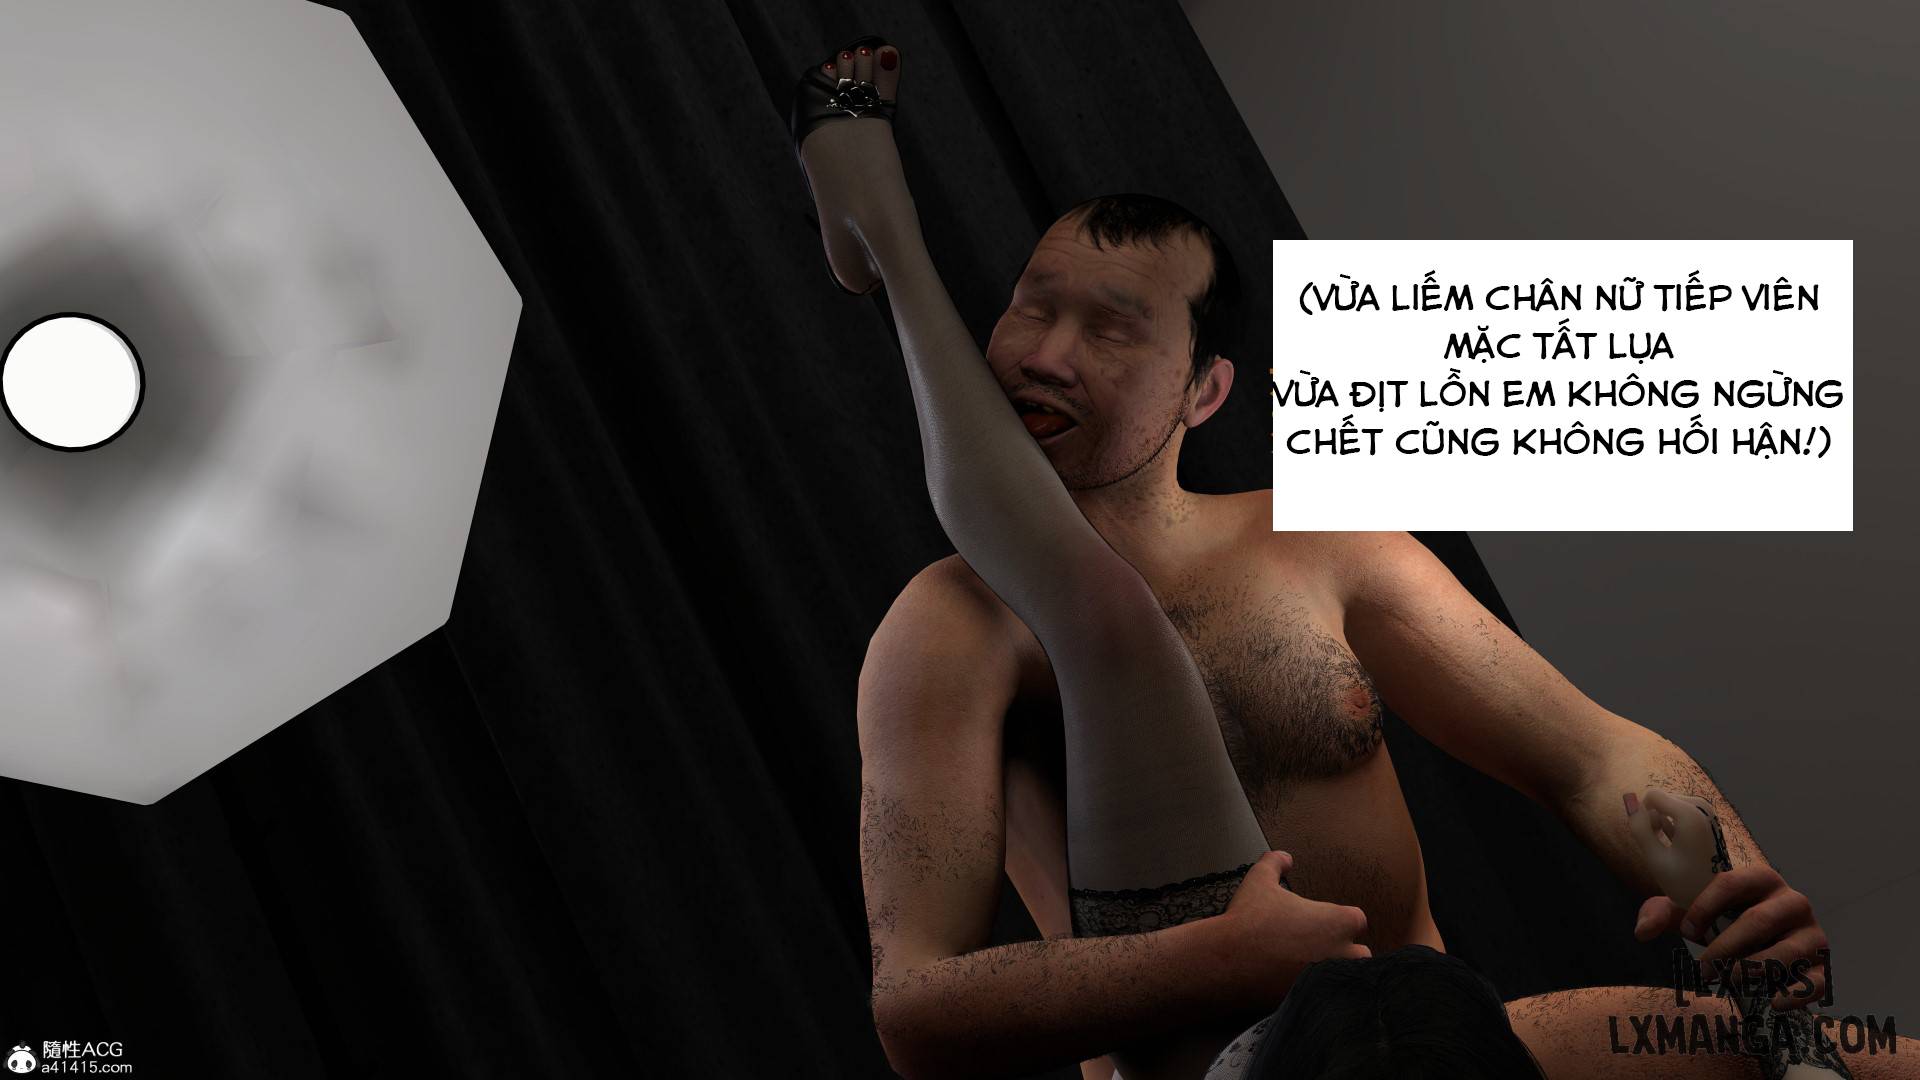 (VỪA LIẾM CHÂN NỮ TIẾP VIÊN
MẶC TẤT LỤA
VỪA ĐỊT LỒN EM KHÔNG NGỪNG
CHẾT CŨNG KHÔNG HỐI HẬN!)
[LXERS]
LXMANGA.COM
隨性ACG
a41415.com